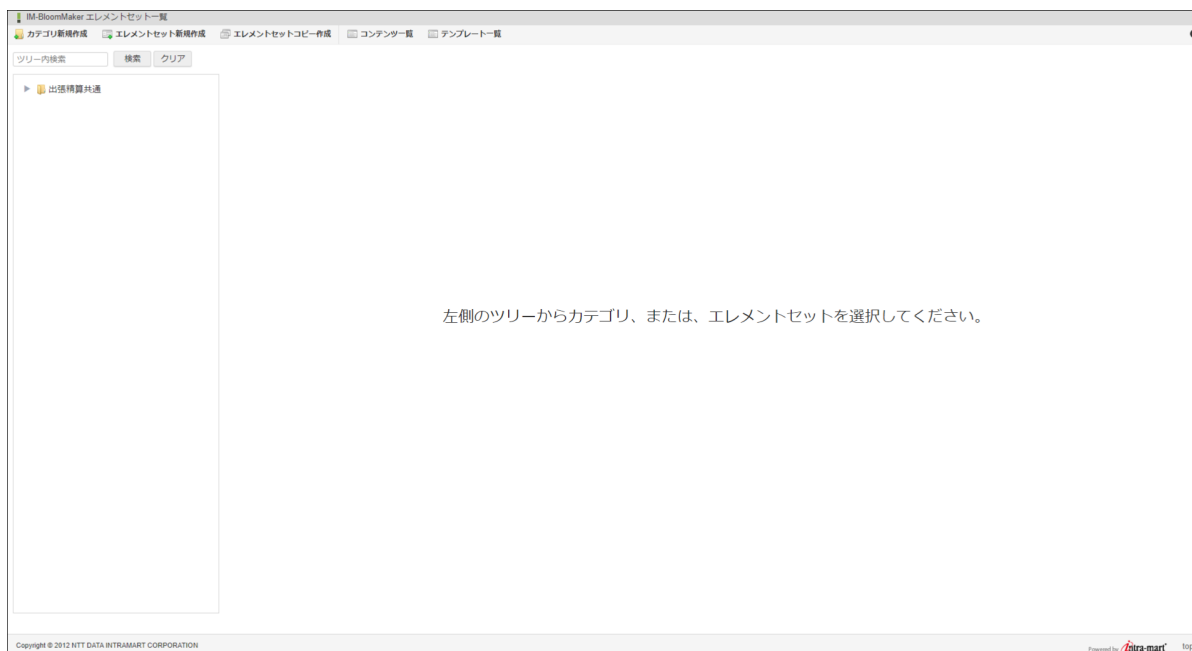 IM-BloomMaker エレメントセット一覧
カテゴリ新規作成 エレメントセット新規作成 エレメントセットコピー作成 コンテンツ一覧 テンプレート一覧
ツリー内検索 検索 クリア
出張精算共通
左側のツリーからカテゴリ、または、エレメントセットを選択してください。
Copyright © 2012 NTT DATA INTRAMART CORPORATION
Powered by intra-mart top